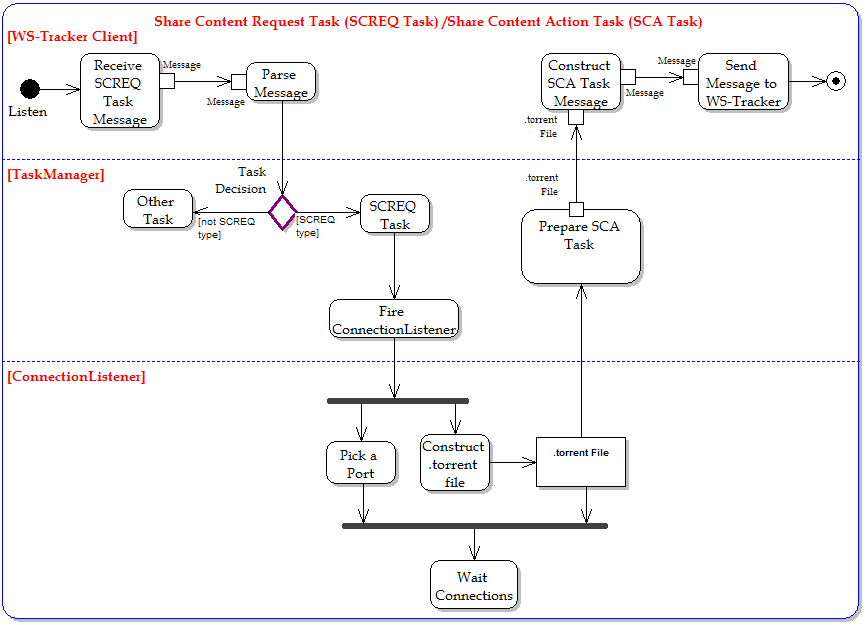 Share Content Request Task (SCREQ Task) /Share Content Action Task (SCA Task)
[WS-Tracker Client]
Listen
Receive
SCREQ
Task
Message
Message
Message
Parse
Message
Construct
SCA Task
Message
Message
Message
Send
Message to
WS-Tracker
.torrent
File
[TaskManager]
Task
Decision
Other
Task
[not SCREQ
type]
[SCREQ
type]
SCREQ
Task
.torrent
File
Prepare SCA
Task
Fire
ConnectionListener
[ConnectionListener]
Pick a
Port
Construct
.torrent
file
.torrent File
Wait
Connections